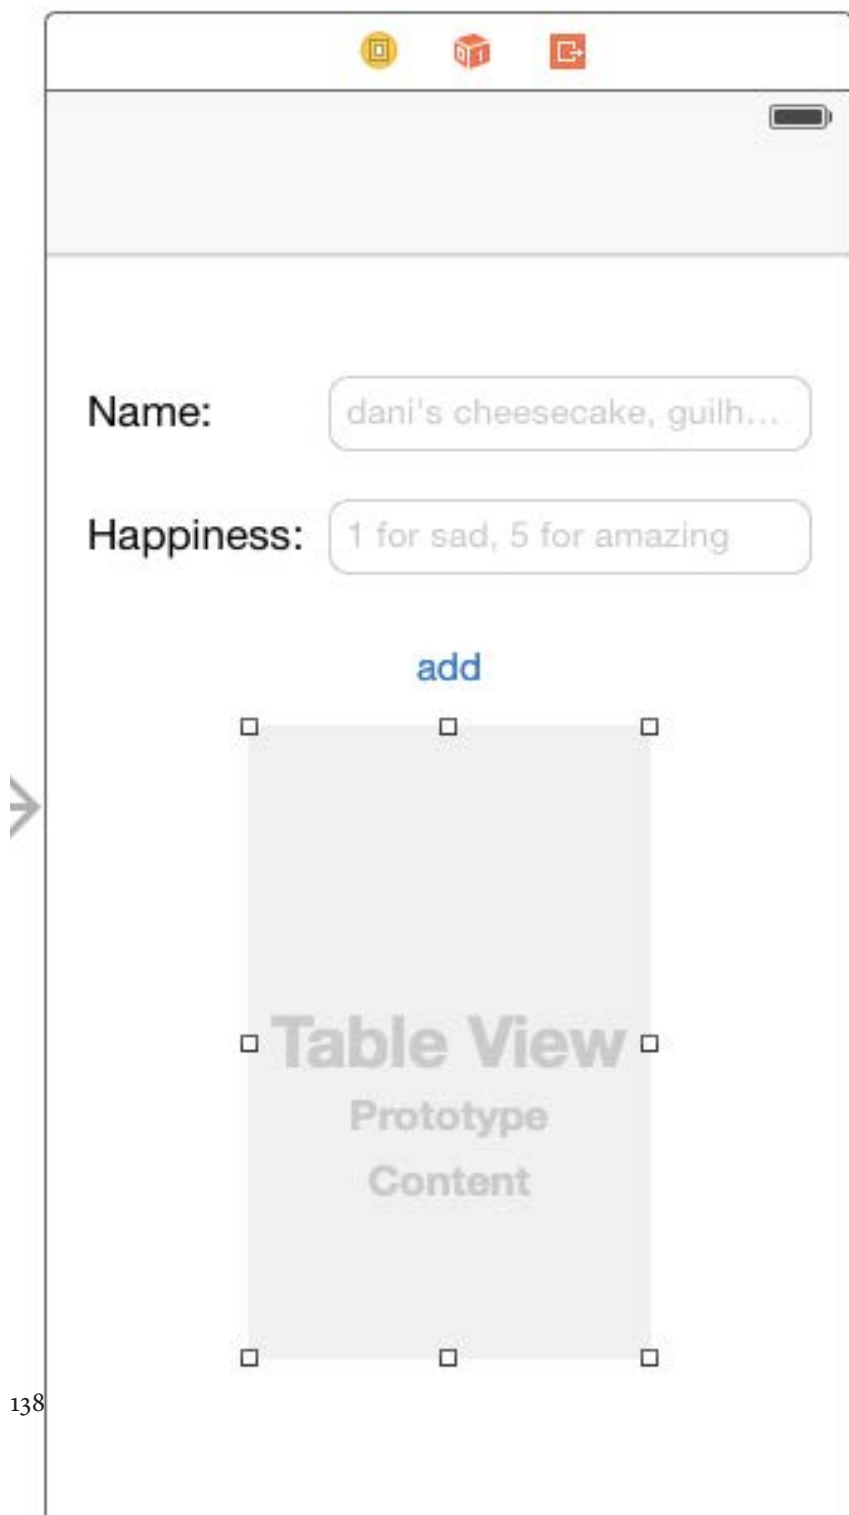 Name:
dani's cheesecake, guilh...
Happiness:
1 for sad, 5 for amazing
add
Table View
Prototype
Content
138